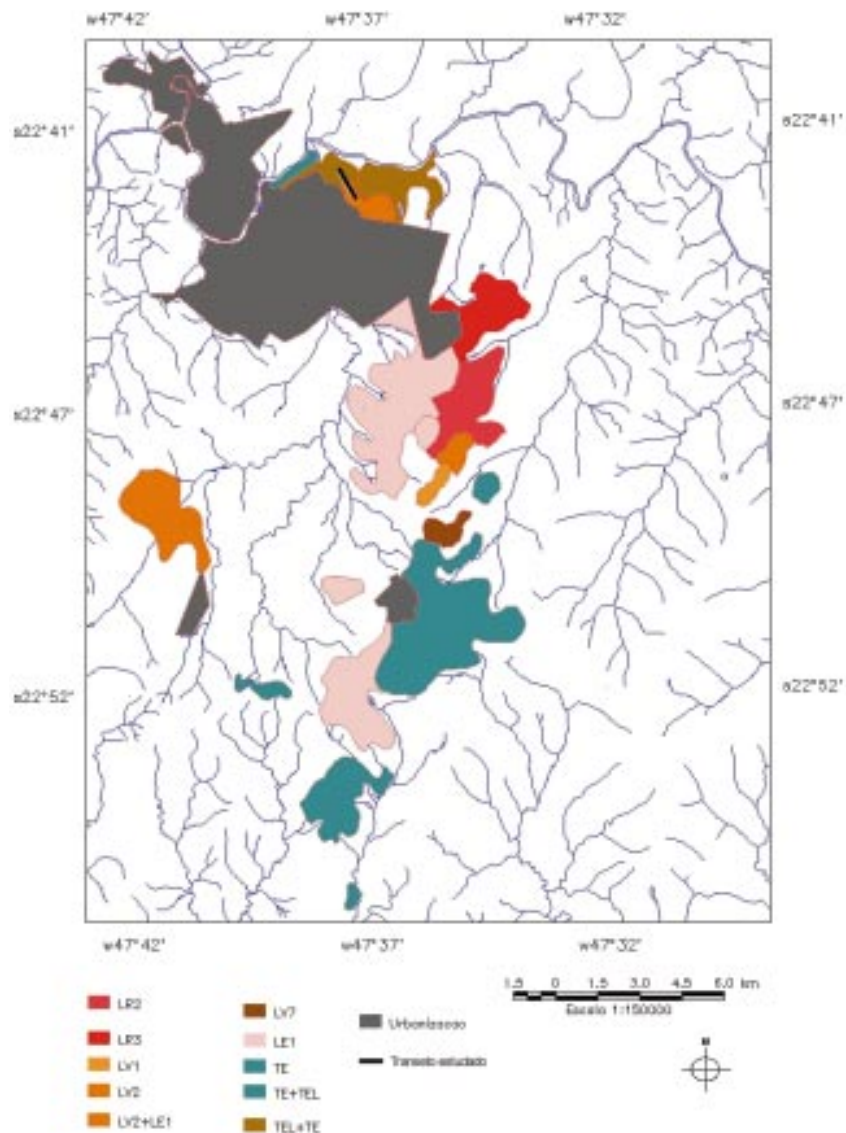 w47°42' w47°37' w47°32'
s22°41' s22°41'
s22°47' s22°47'
s22°52' s22°52'
w47°42' w47°37' w47°32'
1.5 0 1.5 3.0 4.5 6.0 km
Escala 1:150000
N
LR2
LR3
LV1
LV2
LV2+LE1
LV7
LE1
TE
TE+TEL
TEL+TE
Urbanizacao
Transeto estudado